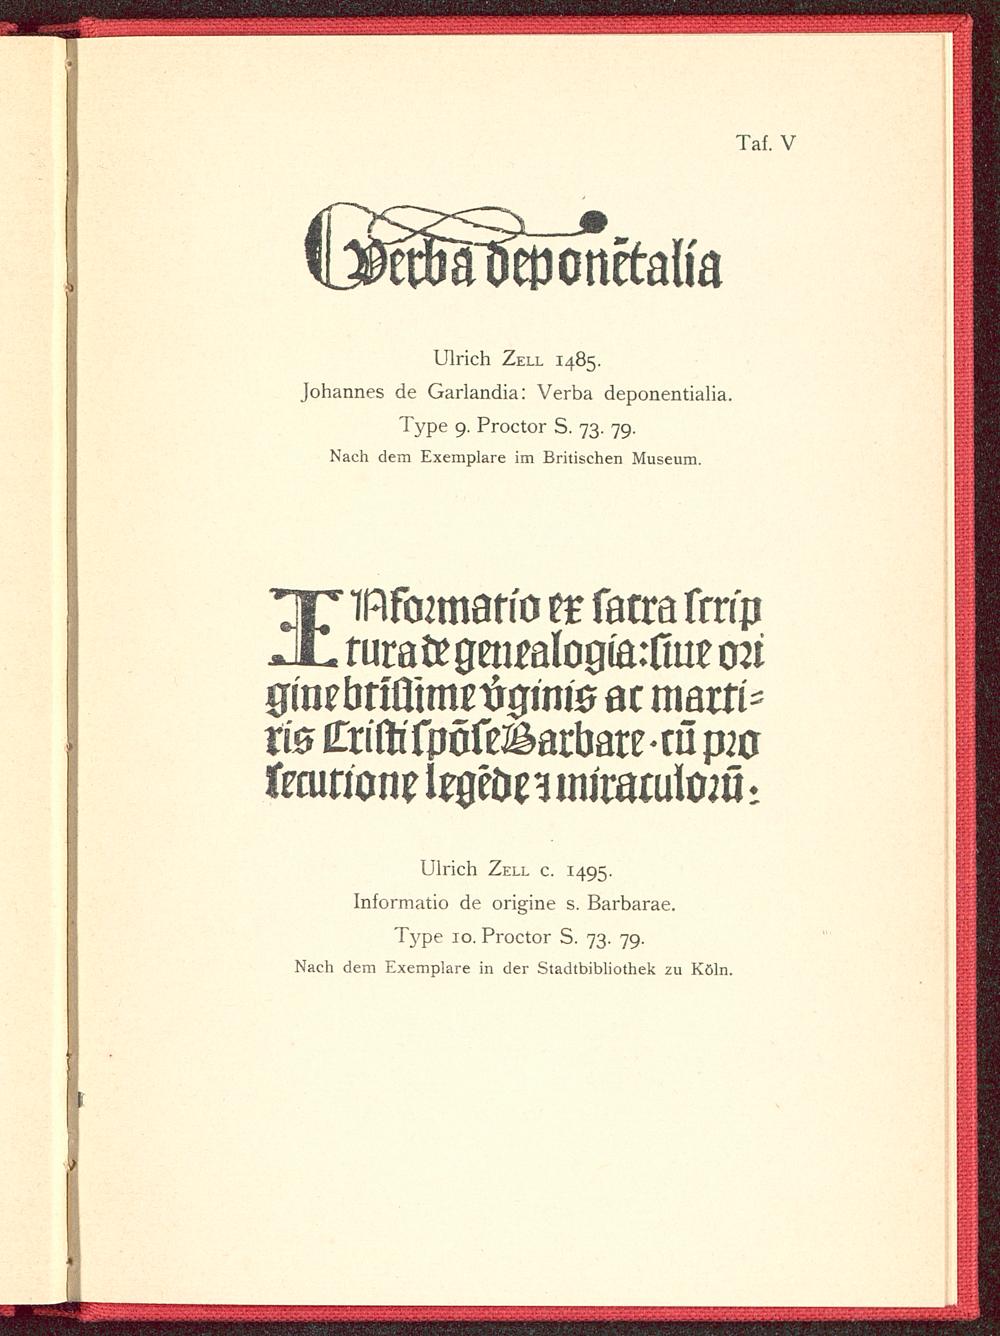 Taf. V
Verba deponētalia
Ulrich Zell 1485.
Johannes de Garlandia: Verba deponentialia.
Type 9. Proctor S. 73. 79.
Nach dem Exemplare im Britischen Museum.
INformatio ex sacra scrip
tura de genealogia: siue ori
gine btissime v̓ginis ac marti⸗
ris Cristi spōse Barbare · cū pro
secutione legēde ⁊ miraculorū :
Ulrich Zell c. 1495.
Informatio de origine s. Barbarae.
Type 10. Proctor S. 73. 79.
Nach dem Exemplare in der Stadtbibliothek zu Köln.